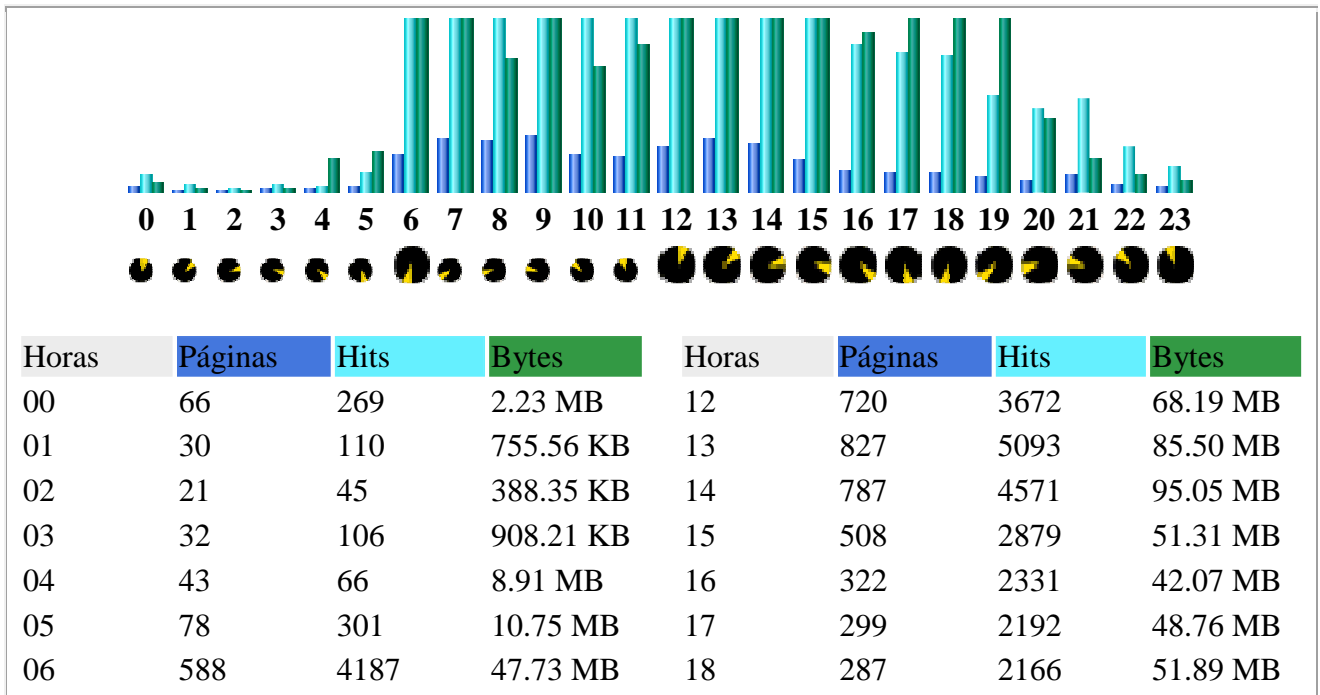 0 1 2 3 4 5 6 7 8 9 10 11 12 13 14 15 16 17 18 19 20 21 22 23
Horas Páginas Hits Bytes Horas Páginas Hits Bytes
00 66 269 2.23 MB 12 720 3672 68.19 MB
01 30 110 755.56 KB 13 827 5093 85.50 MB
02 21 45 388.35 KB 14 787 4571 95.05 MB
03 32 106 908.21 KB 15 508 2879 51.31 MB
04 43 66 8.91 MB 16 322 2331 42.07 MB
05 78 301 10.75 MB 17 299 2192 48.76 MB
06 588 4187 47.73 MB 18 287 2166 51.89 MB